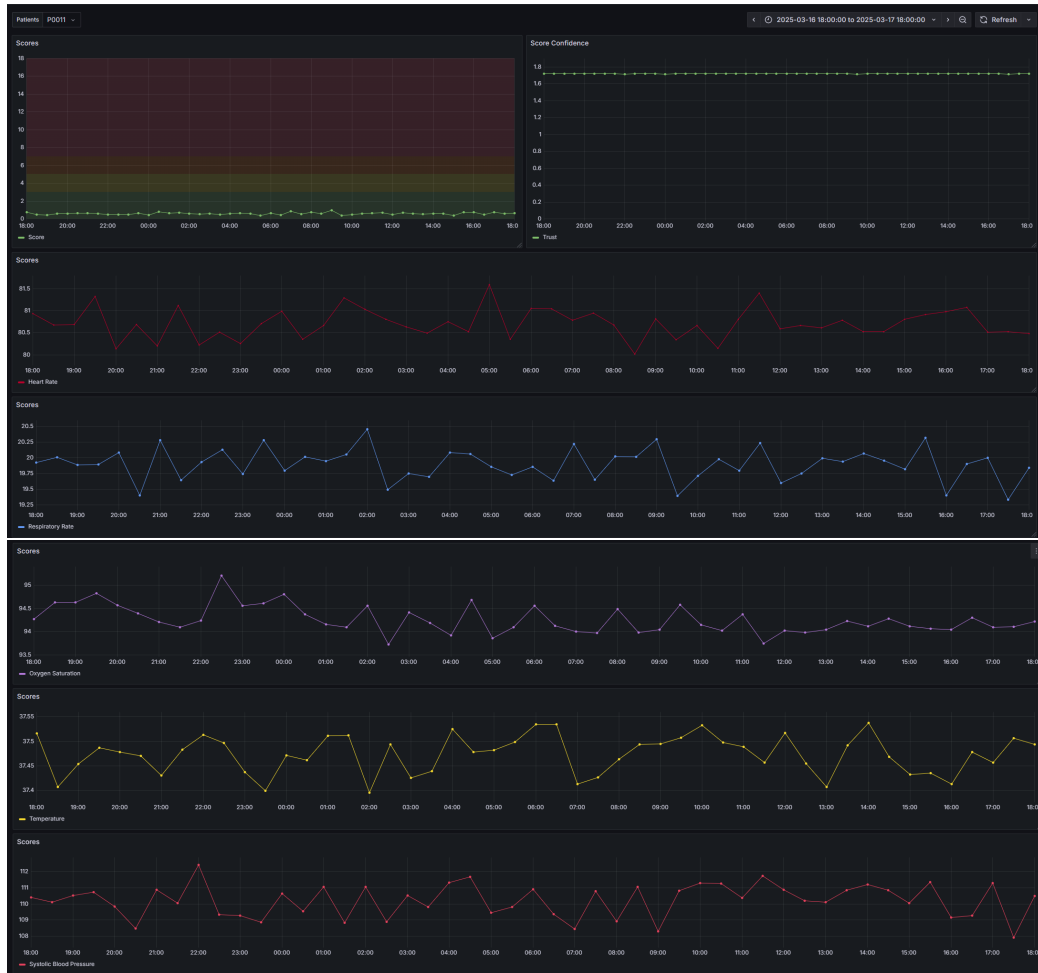 Patients P0011
2025-03-16 18:00:00 to 2025-03-17 18:00:00 Refresh
Scores
18
16
14
12
10
8
6
4
2
0
18:00 20:00 22:00 00:00 02:00 04:00 06:00 08:00 10:00 12:00 14:00 16:00 18:0
Score
Score Confidence
1.8
1.6
1.4
1.2
1
0.8
0.6
0.4
0.2
0
18:00 20:00 22:00 00:00 02:00 04:00 06:00 08:00 10:00 12:00 14:00 16:00 18:0
Trust
Scores
81.5
81
80.5
80
18:00 19:00 20:00 21:00 22:00 23:00 00:00 01:00 02:00 03:00 04:00 05:00 06:00 07:00 08:00 09:00 10:00 11:00 12:00 13:00 14:00 15:00 16:00 17:00 18:0
Heart Rate
Scores
20.5
20.25
20
19.75
19.5
19.25
18:00 19:00 20:00 21:00 22:00 23:00 00:00 01:00 02:00 03:00 04:00 05:00 06:00 07:00 08:00 09:00 10:00 11:00 12:00 13:00 14:00 15:00 16:00 17:00 18:0
Respiratory Rate
Scores
95
94.5
94
93.5
18:00 19:00 20:00 21:00 22:00 23:00 00:00 01:00 02:00 03:00 04:00 05:00 06:00 07:00 08:00 09:00 10:00 11:00 12:00 13:00 14:00 15:00 16:00 17:00 18:0
Oxygen Saturation
Scores
37.55
37.5
37.45
37.4
18:00 19:00 20:00 21:00 22:00 23:00 00:00 01:00 02:00 03:00 04:00 05:00 06:00 07:00 08:00 09:00 10:00 11:00 12:00 13:00 14:00 15:00 16:00 17:00 18:0
Temperature
Scores
112
111
110
109
108
18:00 19:00 20:00 21:00 22:00 23:00 00:00 01:00 02:00 03:00 04:00 05:00 06:00 07:00 08:00 09:00 10:00 11:00 12:00 13:00 14:00 15:00 16:00 17:00 18:0
Systolic Blood Pressure